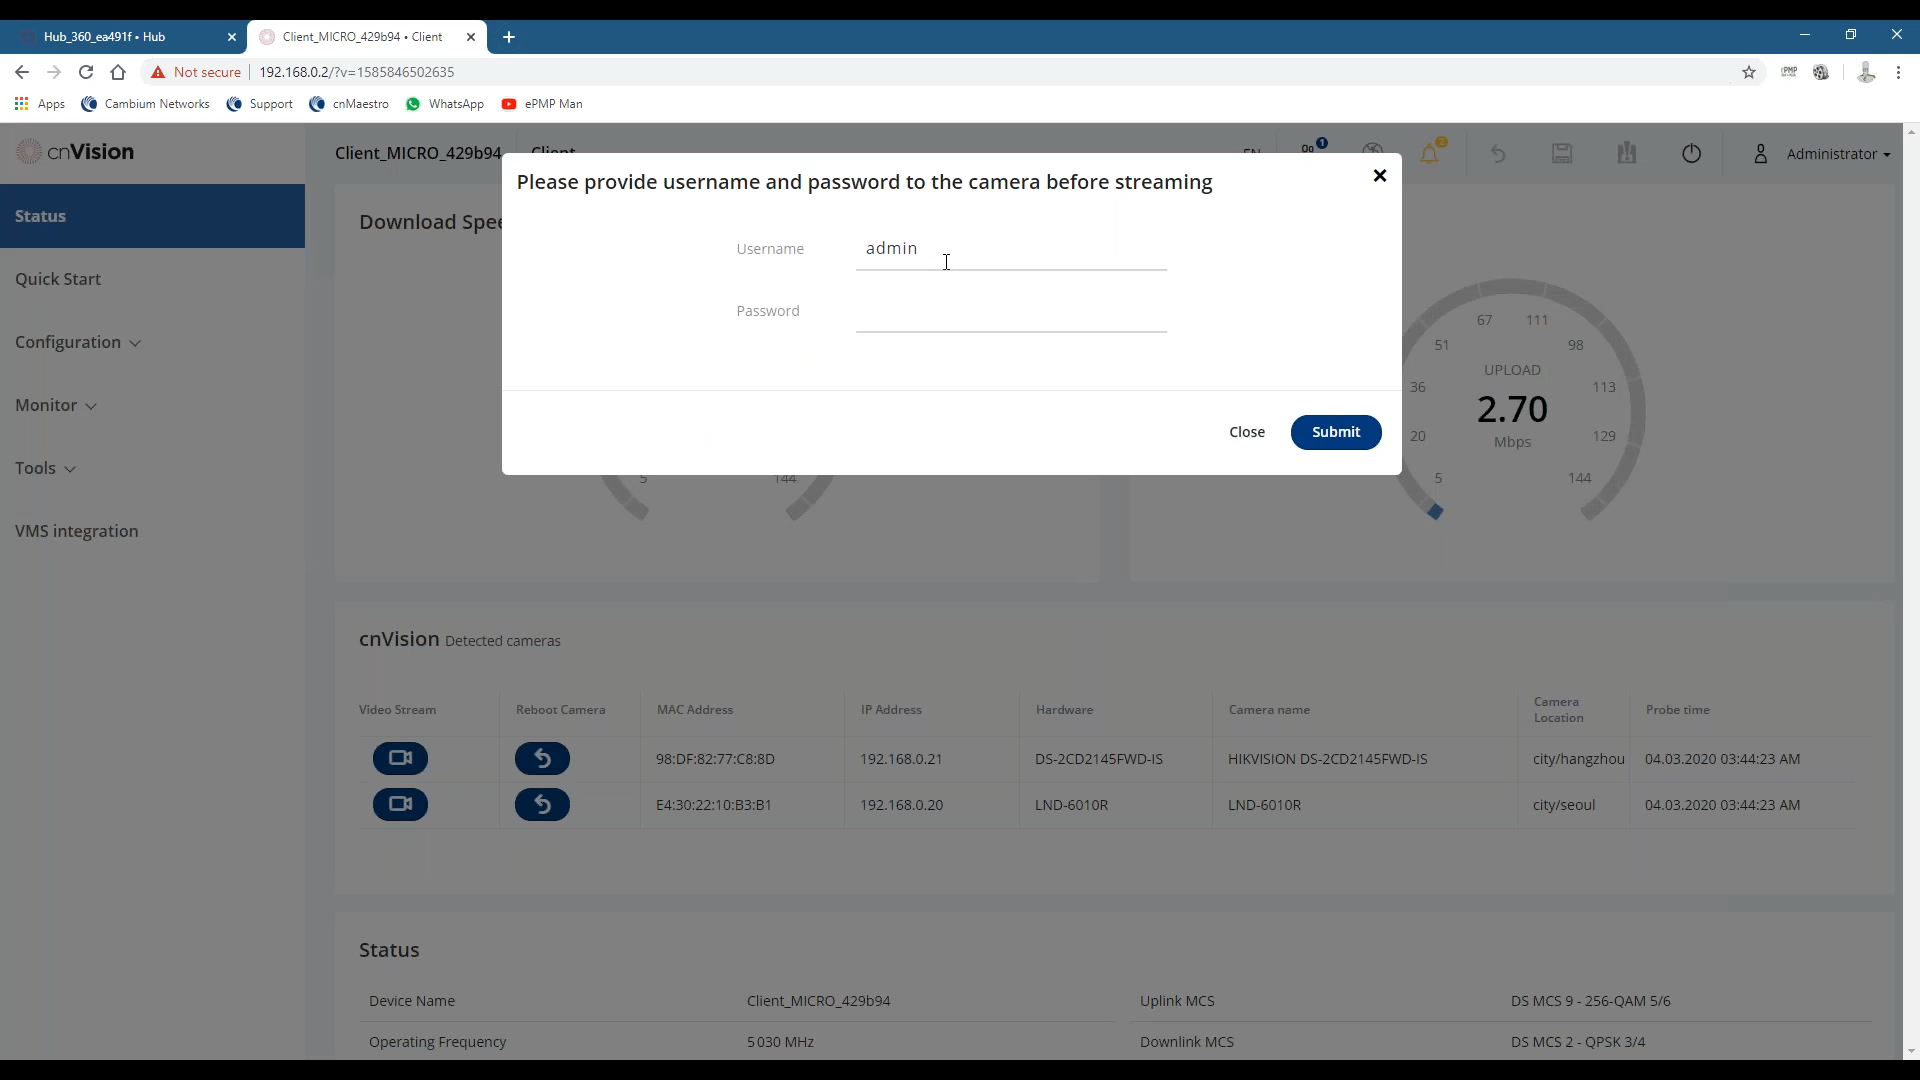 Hub_360_ea491f • Hub
Client_MICRO_429b94 • Client
Not secure
192.168.0.2/?v=1585846502635
Apps
Cambium Networks
Support
cnMaestro
WhatsApp
ePMP Man
cnVision
Client_MICRO_429b94
Client
1
2
Administrator
Please provide username and password to the camera before streaming
Status
Download Spee
Username
admin
Quick Start
Password
67
111
Configuration
51
98
UPLOAD
36
113
Monitor
2.70
Close
Submit
20
Mbps
129
Tools
5
144
5
144
VMS integration
cnVision Detected cameras
Video Stream
Reboot Camera
MAC Address
IP Address
Hardware
Camera name
Camera
Location
Probe time
98:DF:82:77:C8:8D
192.168.0.21
DS-2CD2145FWD-IS
HIKVISION DS-2CD2145FWD-IS
city/hangzhou
04.03.2020 03:44:23 AM
E4:30:22:10:B3:B1
192.168.0.20
LND-6010R
LND-6010R
city/seoul
04.03.2020 03:44:23 AM
Status
Device Name
Client_MICRO_429b94
Uplink MCS
DS MCS 9 - 256-QAM 5/6
Operating Frequency
5 030 MHz
Downlink MCS
DS MCS 2 - QPSK 3/4